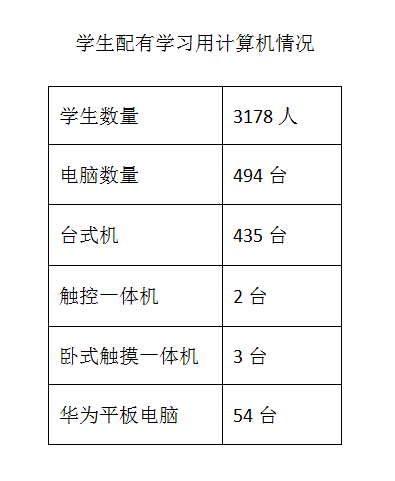 学生配有学习用计算机情况
学生数量 3178 人
电脑数量 494 台
台式机 435 台
触控一体机 2 台
卧式触摸一体机 3 台
华为平板电脑 54 台